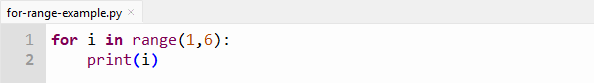 for-range-example.py ×
1 for i in range(1,6):
2     print(i)